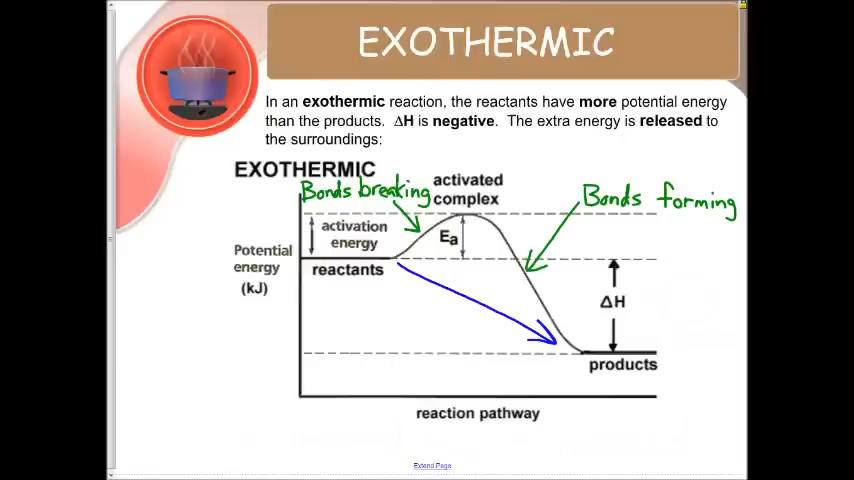 EXOTHERMIC
In an exothermic reaction, the reactants have more potential energy
than the products. ΔH is negative. The extra energy is released to
the surroundings:
EXOTHERMIC
Bonds breaking
activated
complex
Bonds forming
activation
energy
Ea
Potential
energy
(kJ)
reactants
ΔH
products
reaction pathway
Extend Page